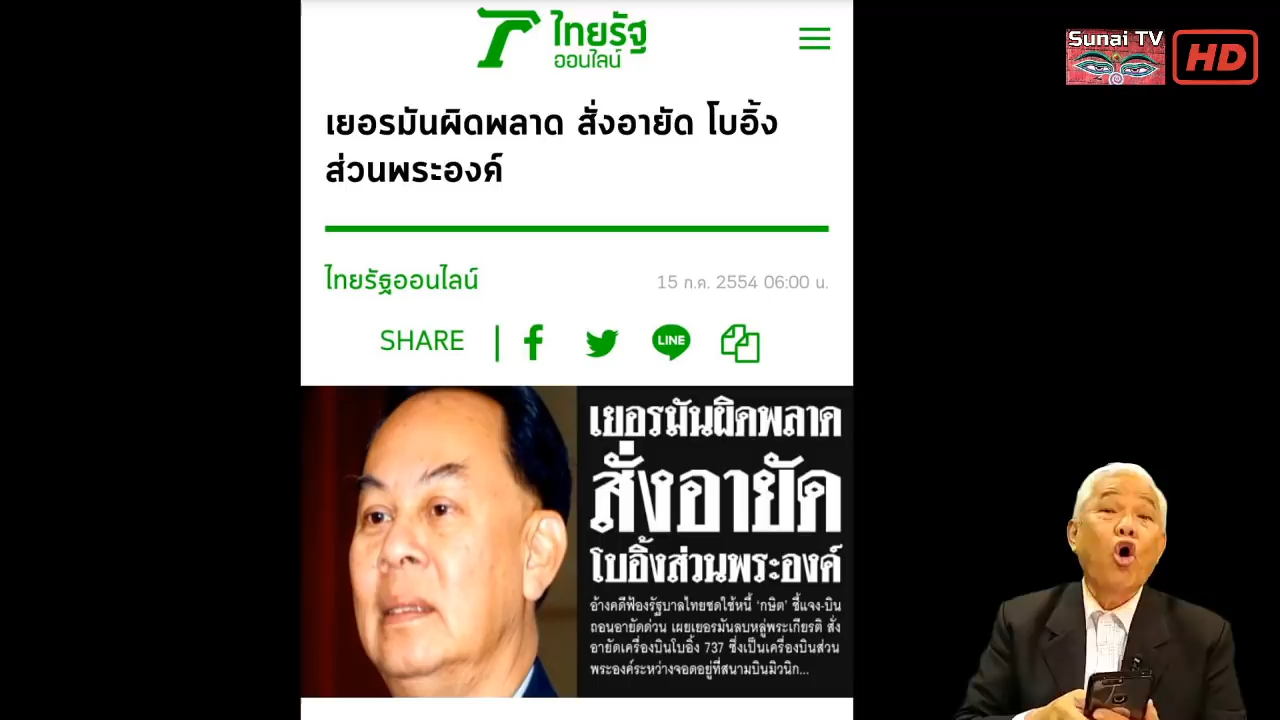 ไทยรัฐ
ออนไลน์
Sunai TV
HD
เยอรมันผิดพลาด สั่งอายัด โบอิ้ง
ส่วนพระองค์
ไทยรัฐออนไลน์
15 ก.ค. 2554 06:00 น.
SHARE
LINE
เยอรมันผิดพลาด
สั่งอายัด
โบอิ้งส่วนพระองค์
อ้างคดีฟ้องรัฐบาลไทยชดใช้หนี้ 'กษิต' ชี้แจง-บิน
ถอนอายัดด่วน เผยเยอรมันลบหลู่พระเกียรติ สั่ง
อายัดเครื่องบินโบอิ้ง 737 ซึ่งเป็นเครื่องบินส่วน
พระองค์ระหว่างจอดอยู่ที่สนามบินมิวนิก...